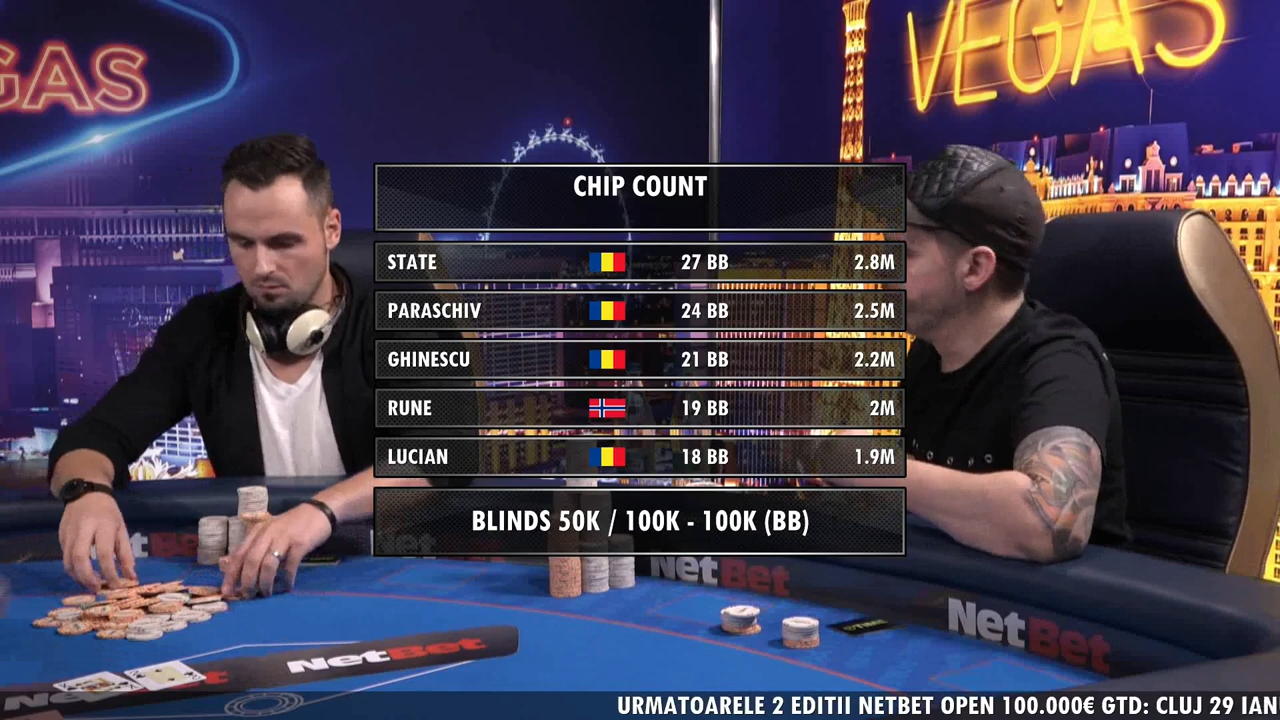 GAS
VEGAS
CHIP COUNT
STATE 27 BB 2.8M
PARASCHIV 24 BB 2.5M
GHINESCU 21 BB 2.2M
RUNE 19 BB 2M
LUCIAN 18 BB 1.9M
BLINDS 50K / 100K - 100K (BB)
NetBet
NetBet
NetBet
URMATOARELE 2 EDITII NETBET OPEN 100.000€ GTD: CLUJ 29 IAN